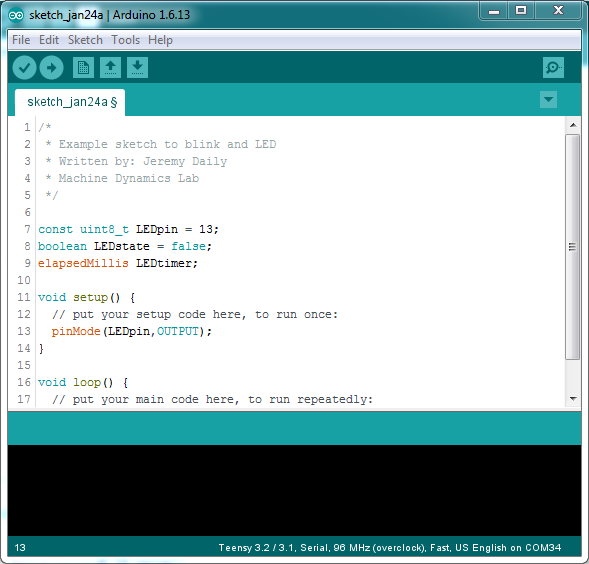 sketch_jan24a | Arduino 1.6.13
File Edit Sketch Tools Help
sketch_jan24a §
1 /*
2  * Example sketch to blink and LED
3  * Written by: Jeremy Daily
4  * Machine Dynamics Lab
5  */
6
7 const uint8_t LEDpin = 13;
8 boolean LEDstate = false;
9 elapsedMillis LEDtimer;
10
11 void setup() {
12   // put your setup code here, to run once:
13   pinMode(LEDpin,OUTPUT);
14 }
15
16 void loop() {
17   // put your main code here, to run repeatedly:
13 Teensy 3.2 / 3.1, Serial, 96 MHz (overclock), Fast, US English on COM34